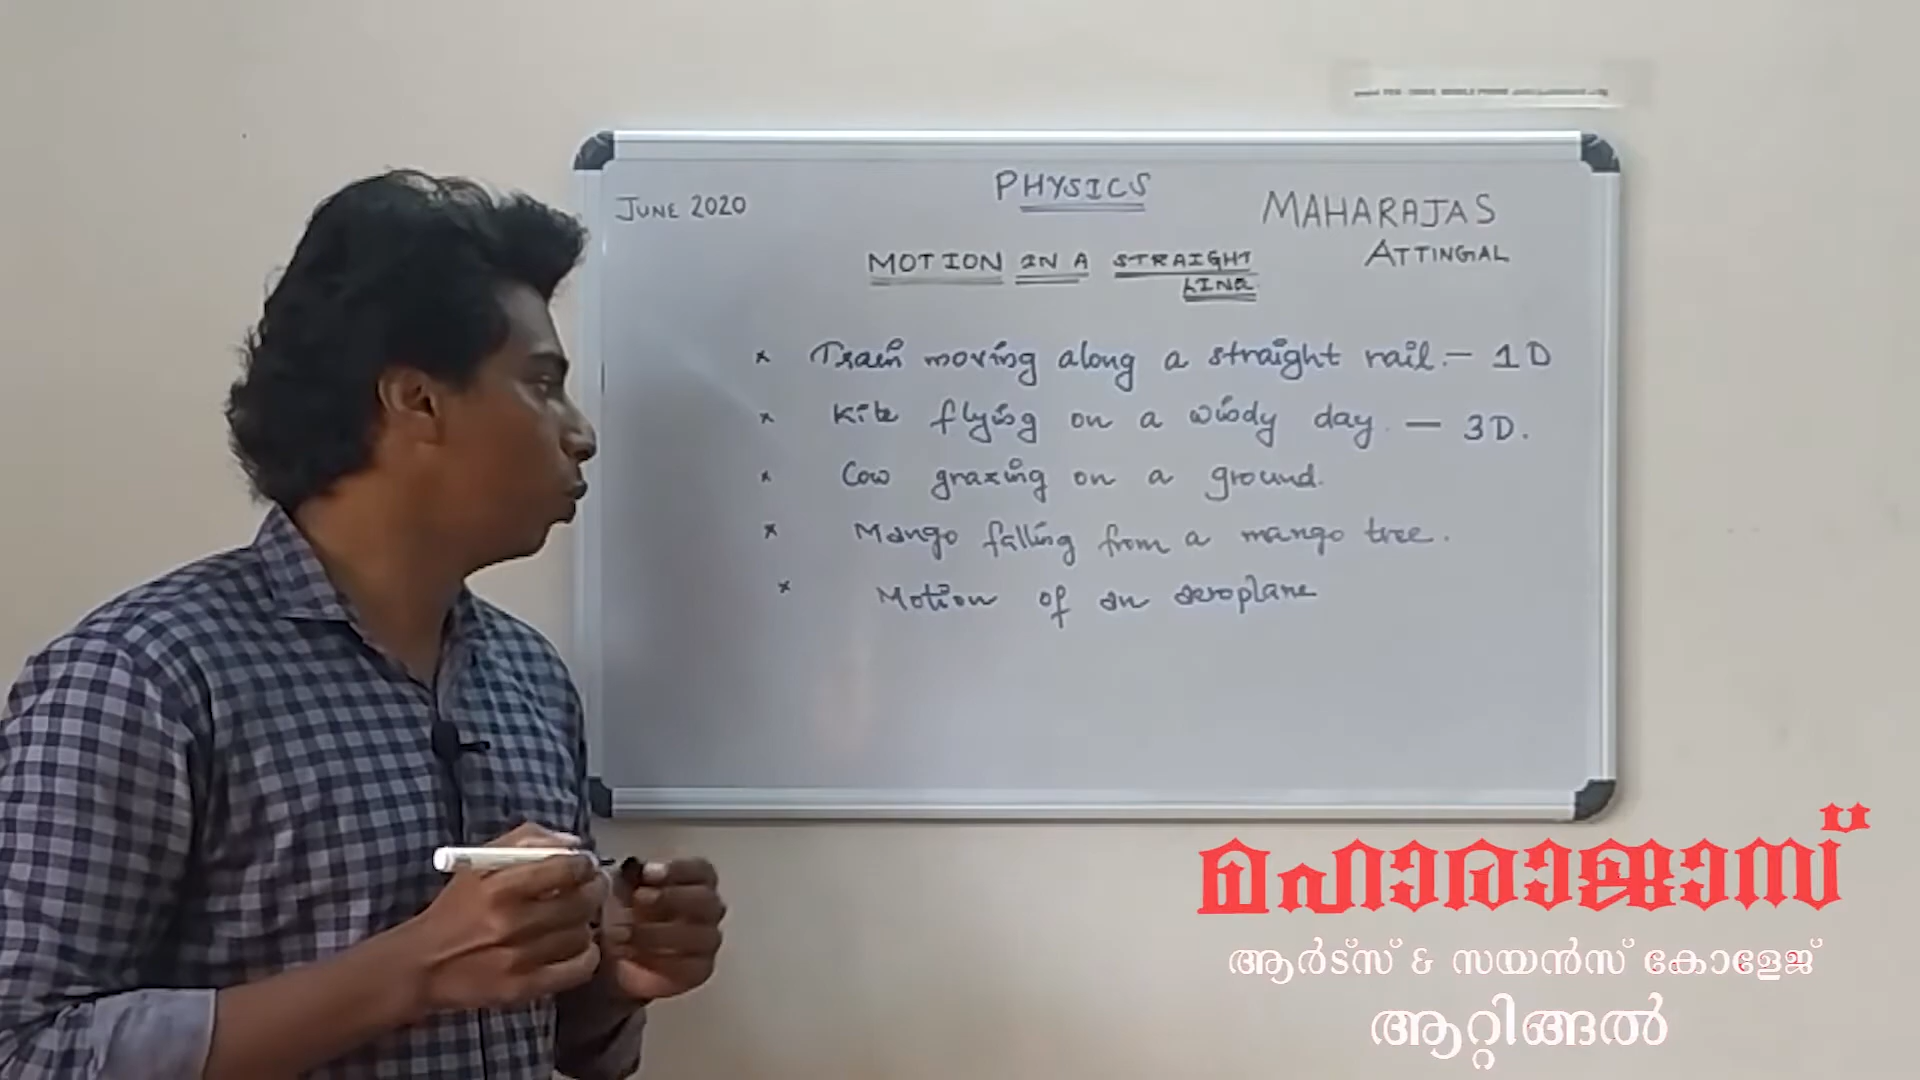 JUNE 2020
PHYSICS
MAHARAJAS
ATTINGAL
MOTION IN A STRAIGHT
LINE
* Train moving along a straight rail. — 1D
* Kite flying on a windy day. — 3D.
* Cow grazing on a ground.
* Mango falling from a mango tree.
* Motion of an aeroplane
മഹാരാജാസ്
ആർട്സ് & സയൻസ് കോളേജ്
ആറ്റിങ്ങൽ